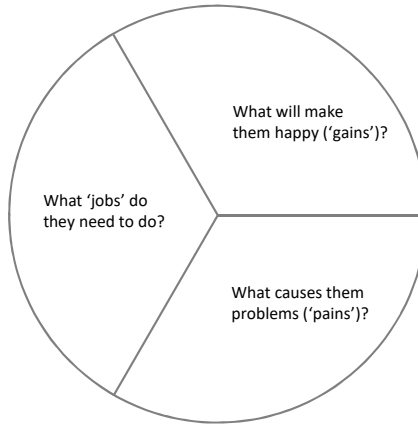 What will make
them happy (‘gains’)?
What ‘jobs’ do
they need to do?
What causes them
problems (‘pains’)?